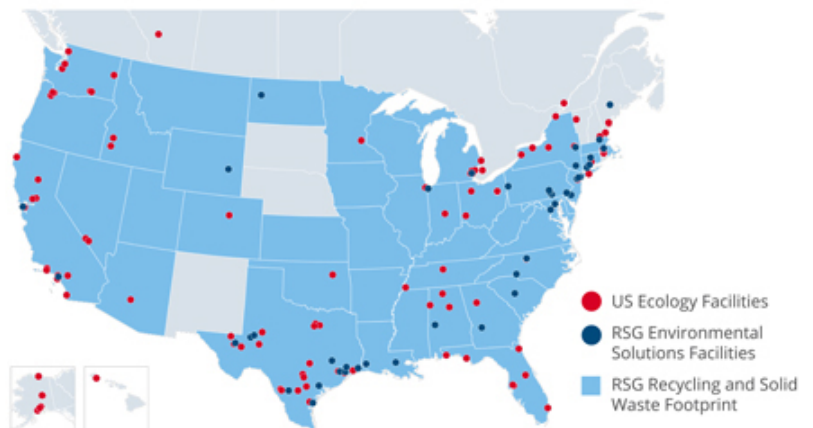 US Ecology Facilities
RSG Environmental
Solutions Facilities
RSG Recycling and Solid
Waste Footprint